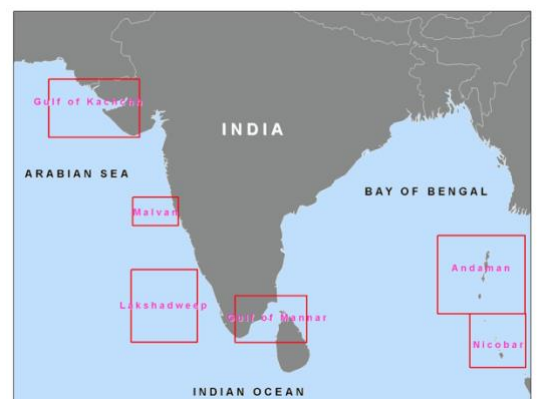 Gulf of Kachchh
INDIA
ARABIAN SEA
BAY OF BENGAL
Malvan
Andaman
Lakshadweep
Gulf of Mannar
Nicobar
INDIAN OCEAN